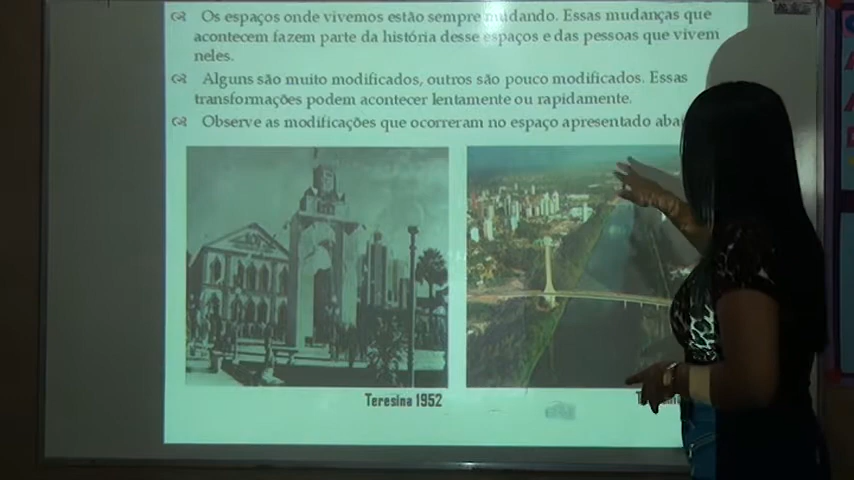 Os espaços onde vivemos estão sempre mudando. Essas mudanças que
acontecem fazem parte da história desse espaços e das pessoas que vivem
neles.
Alguns são muito modificados, outros são pouco modificados. Essas
transformações podem acontecer lentamente ou rapidamente.
Observe as modificações que ocorreram no espaço apresentado
Teresina 1952